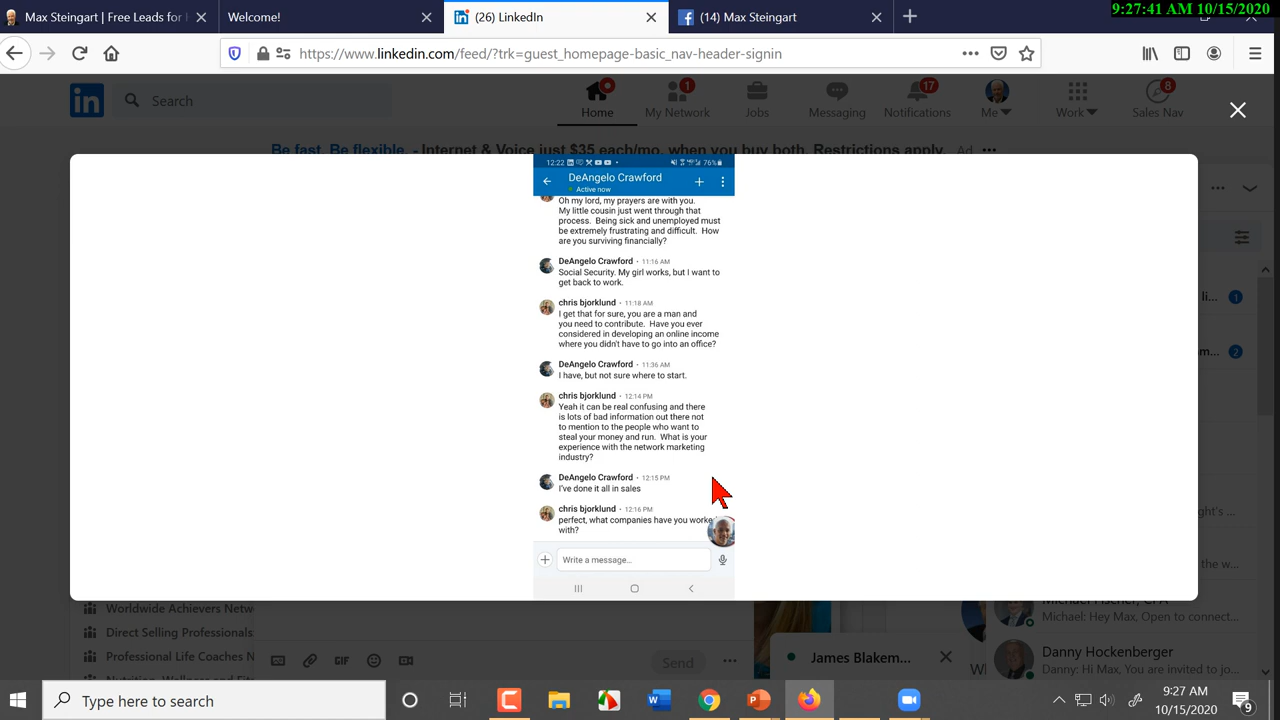 9:27:41 AM 10/15/2020
Max Steingart | Free Leads for
Welcome!
(26) LinkedIn
(14) Max Steingart
https://www.linkedin.com/feed/?trk=guest_homepage-basic_nav-header-signin
in
Search
Home
1
My Network
Jobs
Messaging
17
Notifications
Me
Work
8
Sales Nav
Be fast. Be flexible. - Internet & Voice just $35 each/mo. when you buy both. Restrictions apply. Ad
12:22
76%
DeAngelo Crawford
Active now
Oh my lord, my prayers are with you.
My little cousin just went through that
process. Being sick and unemployed must
be extremely frustrating and difficult. How
are you surviving financially?
DeAngelo Crawford • 11:16 AM
Social Security. My girl works, but I want to
get back to work.
chris bjorklund • 11:18 AM
I get that for sure, you are a man and
you need to contribute. Have you ever
considered in developing an online income
where you didn't have to go into an office?
DeAngelo Crawford • 11:36 AM
I have, but not sure where to start.
chris bjorklund • 12:14 PM
Yeah it can be real confusing and there
is lots of bad information out there not
to mention to the people who want to
steal your money and run. What is your
experience with the network marketing
industry?
DeAngelo Crawford • 12:15 PM
I've done it all in sales
chris bjorklund • 12:16 PM
perfect, what companies have you worke
with?
Write a message...
li...
1
m...
2
ght's ...
the w...
Worldwide Achievers Netw
Direct Selling Professionals
Professional Life Coaches N
GIF
Send
James Blakem...
Michael: Hey Max, Open to connect...
Danny Hockenberger
Danny: Hi Max, You are invited to jo...
Type here to search
9:27 AM
10/15/2020
9